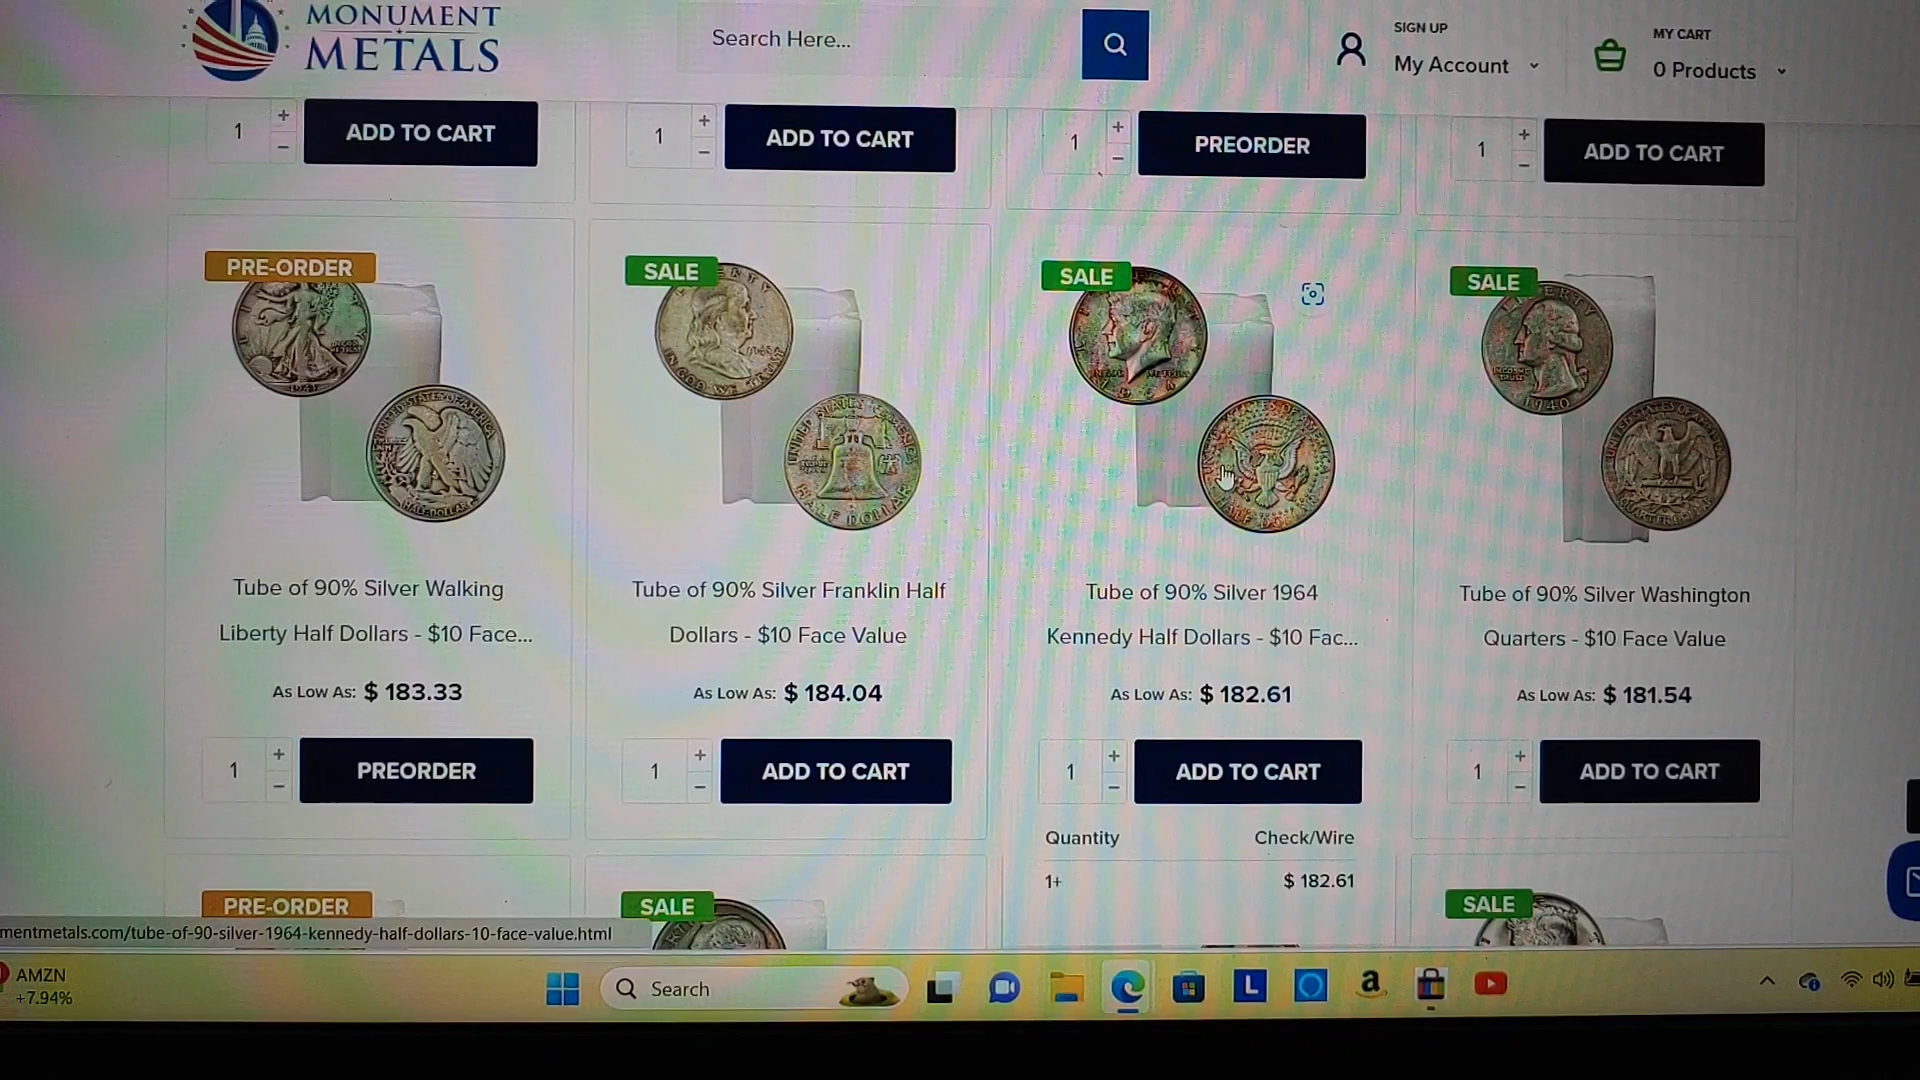 MONUMENT
METALS
Search Here...
SIGN UP
My Account
MY CART
0 Products
1 + - ADD TO CART
1 + - ADD TO CART
1 + - PREORDER
1 + - ADD TO CART
PRE-ORDER
SALE
SALE
SALE
LIBERTY
1940
HALF DOLLAR
Tube of 90% Silver Walking
Liberty Half Dollars - $10 Face...
As Low As: $ 183.33
1 + - PREORDER
Tube of 90% Silver Franklin Half
Dollars - $10 Face Value
As Low As: $ 184.04
1 + - ADD TO CART
Tube of 90% Silver 1964
Kennedy Half Dollars - $10 Fac...
As Low As: $ 182.61
1 + - ADD TO CART
Quantity Check/Wire
1+ $ 182.61
Tube of 90% Silver Washington
Quarters - $10 Face Value
As Low As: $ 181.54
1 + - ADD TO CART
PRE-ORDER
SALE
SALE
mentmetals.com/tube-of-90-silver-1964-kennedy-half-dollars-10-face-value.html
AMZN
+7.94%
Search
L
a